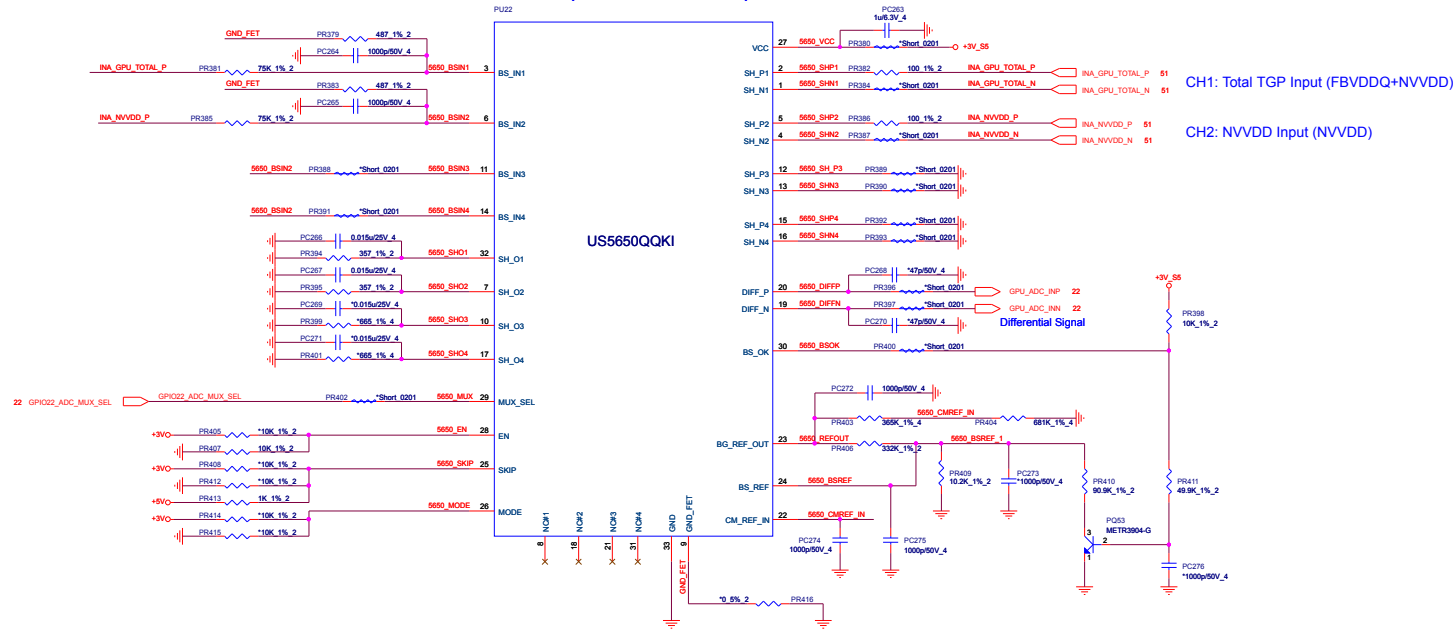 PU22
US5650QQKI
GND_FET PR379 487_1%_2
PC264 1000p/50V_4
INA_GPU_TOTAL_P PR381 75K_1%_2 5650_BSIN1 3 BS_IN1
GND_FET PR383 487_1%_2
PC265 1000p/50V_4
INA_NVVDD_P PR385 75K_1%_2 5650_BSIN2 6 BS_IN2
5650_BSIN2 PR388 *Short_0201 5650_BSIN3 11 BS_IN3
5650_BSIN2 PR391 *Short_0201 5650_BSIN4 14 BS_IN4
PC266 0.015u/25V_4
PR394 357_1%_2 5650_SHO1 32 SH_O1
PC267 0.015u/25V_4
PR395 357_1%_2 5650_SHO2 7 SH_O2
PC269 *0.015u/25V_4
PR399 *665_1%_4 5650_SHO3 10 SH_O3
PC271 *0.015u/25V_4
PR401 *665_1%_4 5650_SHO4 17 SH_O4
22 GPIO22_ADC_MUX_SEL GPIO22_ADC_MUX_SEL PR402 *Short_0201 5650_MUX 29 MUX_SEL
+3V PR405 *10K_1%_2 5650_EN 28 EN
PR407 10K_1%_2
+3V PR408 *10K_1%_2 5650_SKIP 25 SKIP
PR412 *10K_1%_2
+5V PR413 1K_1%_2
+3V PR414 *10K_1%_2 5650_MODE 26 MODE
PR415 *10K_1%_2
NC#1 NC#2 NC#3 NC#4 GND GND_FET
8 18 21 31 33 9
GND_FET
*0_5%_2 PR416
PC263
1u/6.3V_4
VCC 27 5650_VCC PR380 *Short_0201 +3V_S5
SH_P1 2 5650_SHP1 PR382 100_1%_2 INA_GPU_TOTAL_P INA_GPU_TOTAL_P 51
SH_N1 1 5650_SHN1 PR384 *Short_0201 INA_GPU_TOTAL_N INA_GPU_TOTAL_N 51
CH1: Total TGP Input (FBVDDQ+NVVDD)
SH_P2 5 5650_SHP2 PR386 100_1%_2 INA_NVVDD_P INA_NVVDD_P 51
SH_N2 4 5650_SHN2 PR387 *Short_0201 INA_NVVDD_N INA_NVVDD_N 51
CH2: NVVDD Input (NVVDD)
SH_P3 12 5650_SH_P3 PR389 *Short_0201
SH_N3 13 5650_SHN3 PR390 *Short_0201
SH_P4 15 5650_SHP4 PR392 *Short_0201
SH_N4 16 5650_SHN4 PR393 *Short_0201
PC268 *47p/50V_4
DIFF_P 20 5650_DIFFP PR396 *Short_0201 GPU_ADC_INP 22
DIFF_N 19 5650_DIFFN PR397 *Short_0201 GPU_ADC_INN 22
PC270 *47p/50V_4
Differential Signal
BS_OK 30 5650_BSOK PR400 *Short_0201
+3V_S5
PR398
10K_1%_2
PC272 1000p/50V_4
5650_CMREF_IN
PR403 365K_1%_4 PR404 681K_1%_4
BG_REF_OUT 23 5650_REFOUT 5650_BSREF_1
PR406 332K_1%_2
BS_REF 24 5650_BSREF
PR409
10.2K_1%_2
PC273
*1000p/50V_4
PR410
90.9K_1%_2
PR411
49.9K_1%_2
CM_REF_IN 22 5650_CMREF_IN
PC274
1000p/50V_4
PC275
1000p/50V_4
PQ53
METR3904-G
3
2
1
PC276
*1000p/50V_4